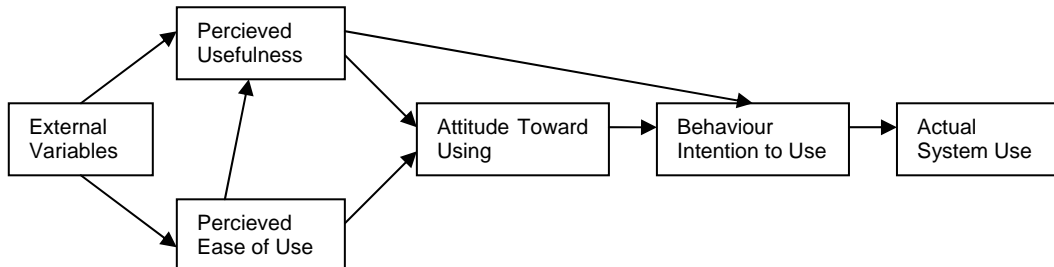 Percieved
Usefulness
External
Variables
Attitude Toward
Using
Behaviour
Intention to Use
Actual
System Use
Percieved
Ease of Use